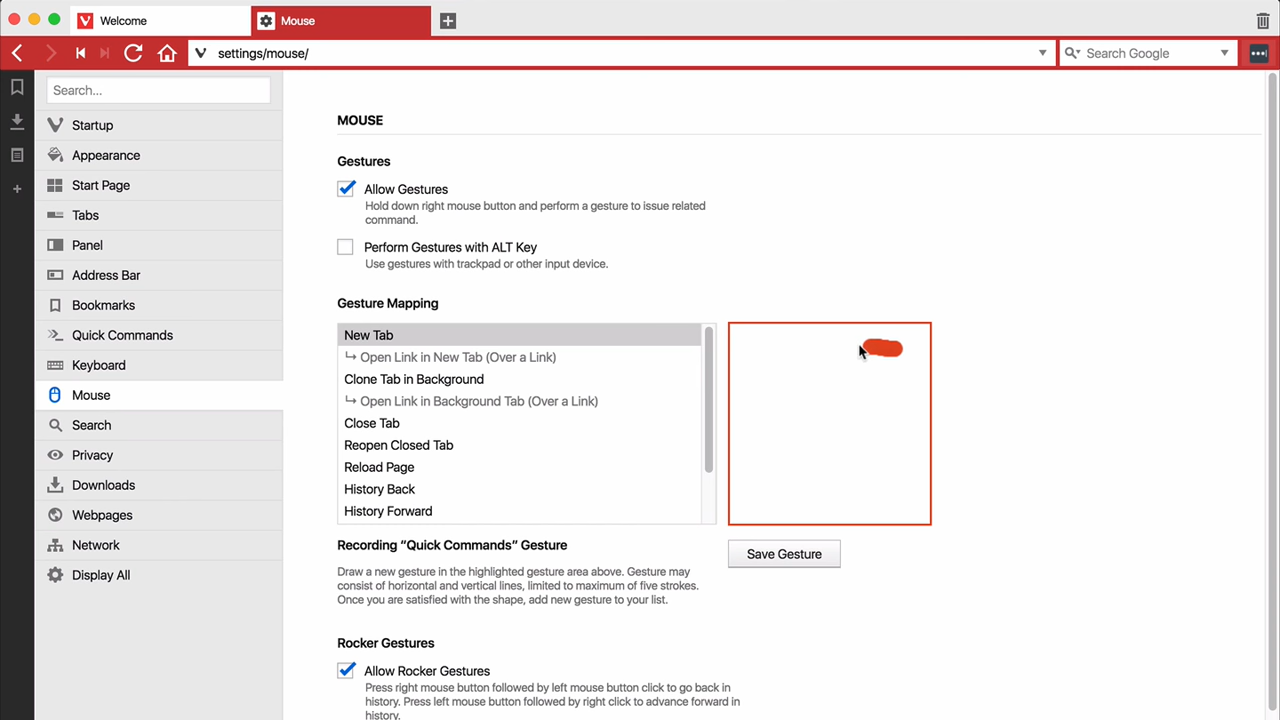 Welcome
Mouse
settings/mouse/
Search Google
Search...
Startup
Appearance
Start Page
Tabs
Panel
Address Bar
Bookmarks
Quick Commands
Keyboard
Mouse
Search
Privacy
Downloads
Webpages
Network
Display All
MOUSE
Gestures
Allow Gestures
Hold down right mouse button and perform a gesture to issue related
command.
Perform Gestures with ALT Key
Use gestures with trackpad or other input device.
Gesture Mapping
New Tab
↳ Open Link in New Tab (Over a Link)
Clone Tab in Background
↳ Open Link in Background Tab (Over a Link)
Close Tab
Reopen Closed Tab
Reload Page
History Back
History Forward
Recording “Quick Commands” Gesture
Draw a new gesture in the highlighted gesture area above. Gesture may
consist of horizontal and vertical lines, limited to maximum of five strokes.
Once you are satisfied with the shape, add new gesture to your list.
Save Gesture
Rocker Gestures
Allow Rocker Gestures
Press right mouse button followed by left mouse button click to go back in
history. Press left mouse button followed by right click to advance forward in
history.